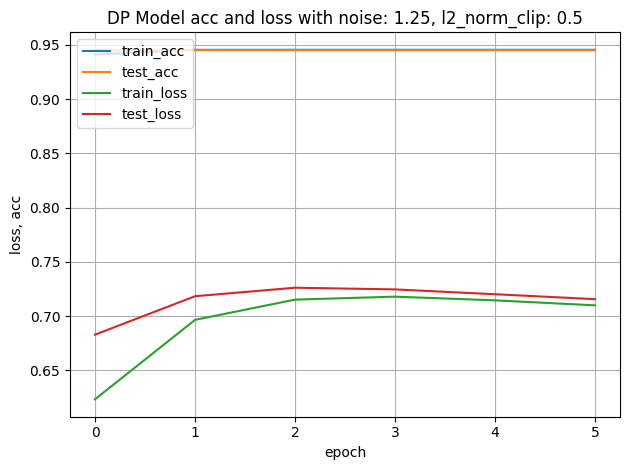 DP Model acc and loss with noise: 1.25, l2_norm_clip: 0.5
train_acc
test_acc
train_loss
test_loss
0.95
0.90
0.85
0.80
0.75
0.70
0.65
loss, acc
0 1 2 3 4 5
epoch